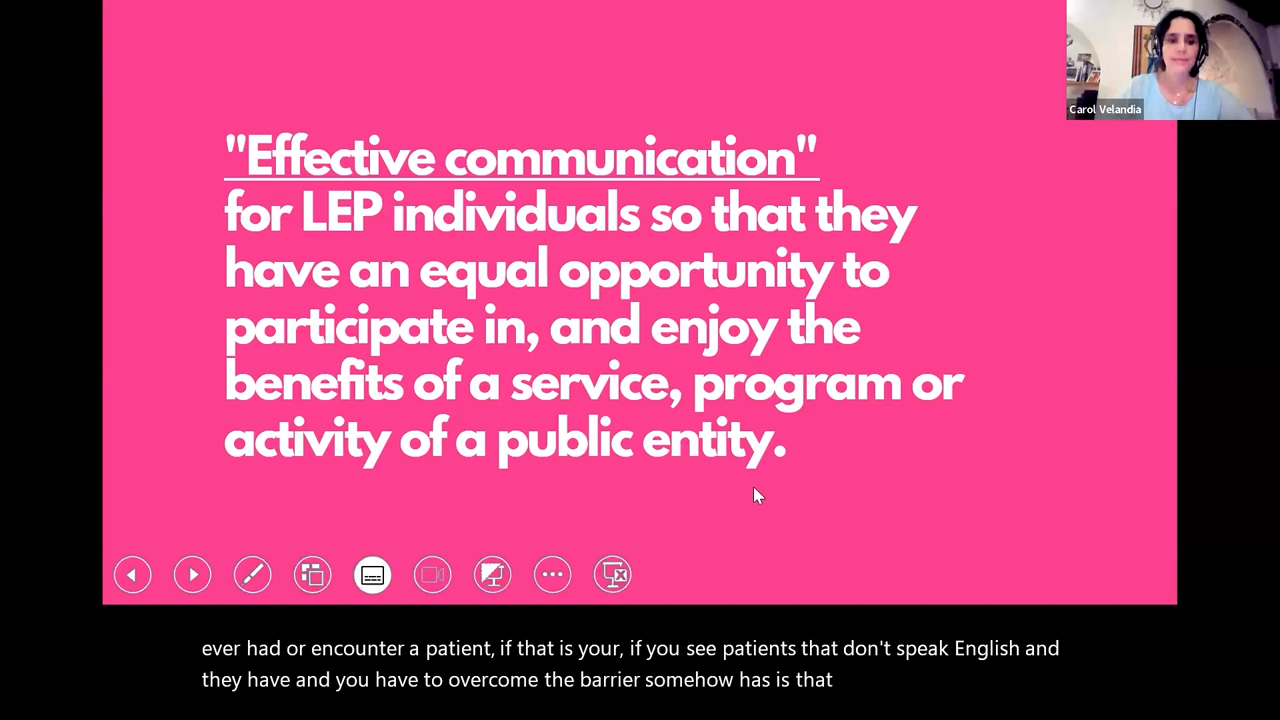 Carol Velandia
"Effective communication"
for LEP individuals so that they
have an equal opportunity to
participate in, and enjoy the
benefits of a service, program or
activity of a public entity.
ever had or encounter a patient, if that is your, if you see patients that don't speak English and
they have and you have to overcome the barrier somehow has is that